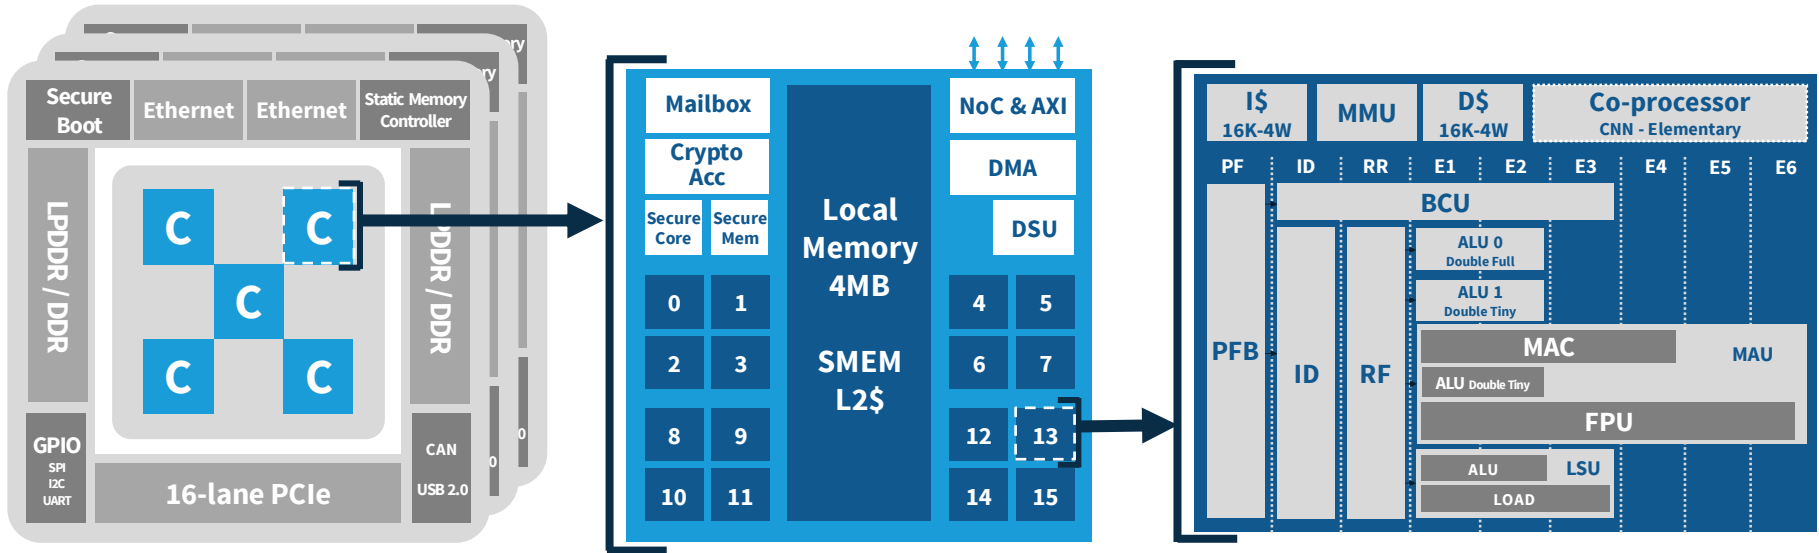 ry
ry
0
0
Secure
Boot
Ethernet
Ethernet
Static Memory
Controller
LPDDR / DDR
LPDDR / DDR
C
C
C
C
C
GPIO
SPI
I2C
UART
16-lane PCIe
CAN
USB 2.0
Mailbox
Crypto
Acc
Secure
Core
Secure
Mem
Local
Memory
4MB
SMEM
L2$
NoC & AXI
DMA
DSU
0
1
2
3
8
9
10
11
4
5
6
7
12
13
14
15
I$
16K-4W
MMU
D$
16K-4W
Co-processor
CNN - Elementary
PF
ID
RR
E1
E2
E3
E4
E5
E6
BCU
PFB
ID
RF
ALU 0
Double Full
ALU 1
Double Tiny
MAC
MAU
ALU Double Tiny
FPU
ALU
LSU
LOAD